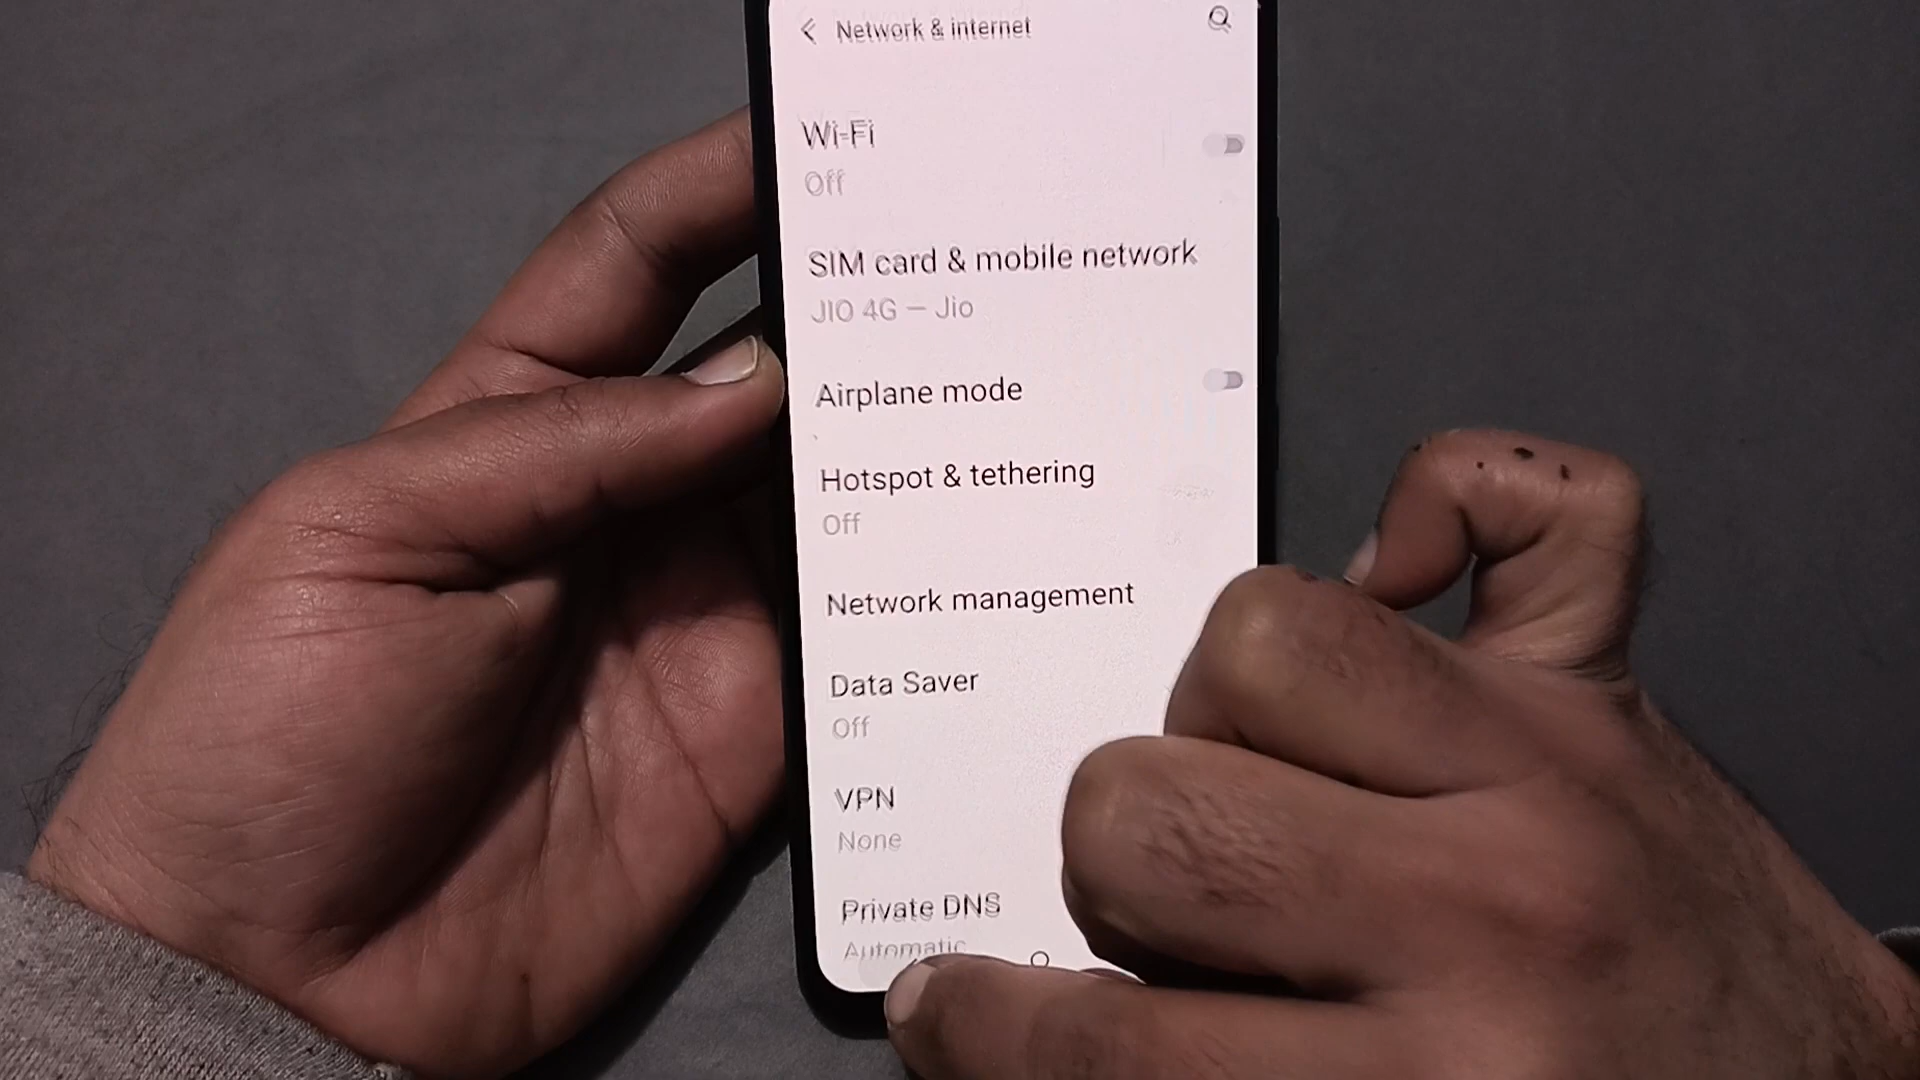 Network & internet
Wi-Fi
Off
SIM card & mobile network
JIO 4G — Jio
Airplane mode
Hotspot & tethering
Off
Network management
Data Saver
Off
VPN
None
Private DNS
Automatic